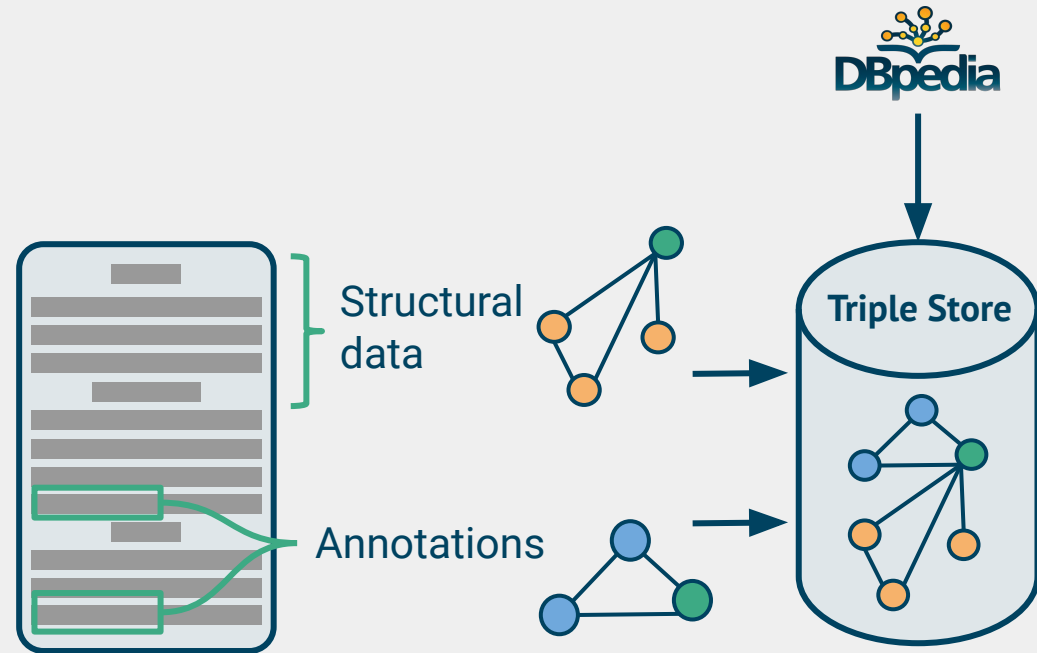 DBpedia
Structural
data
Triple Store
Annotations